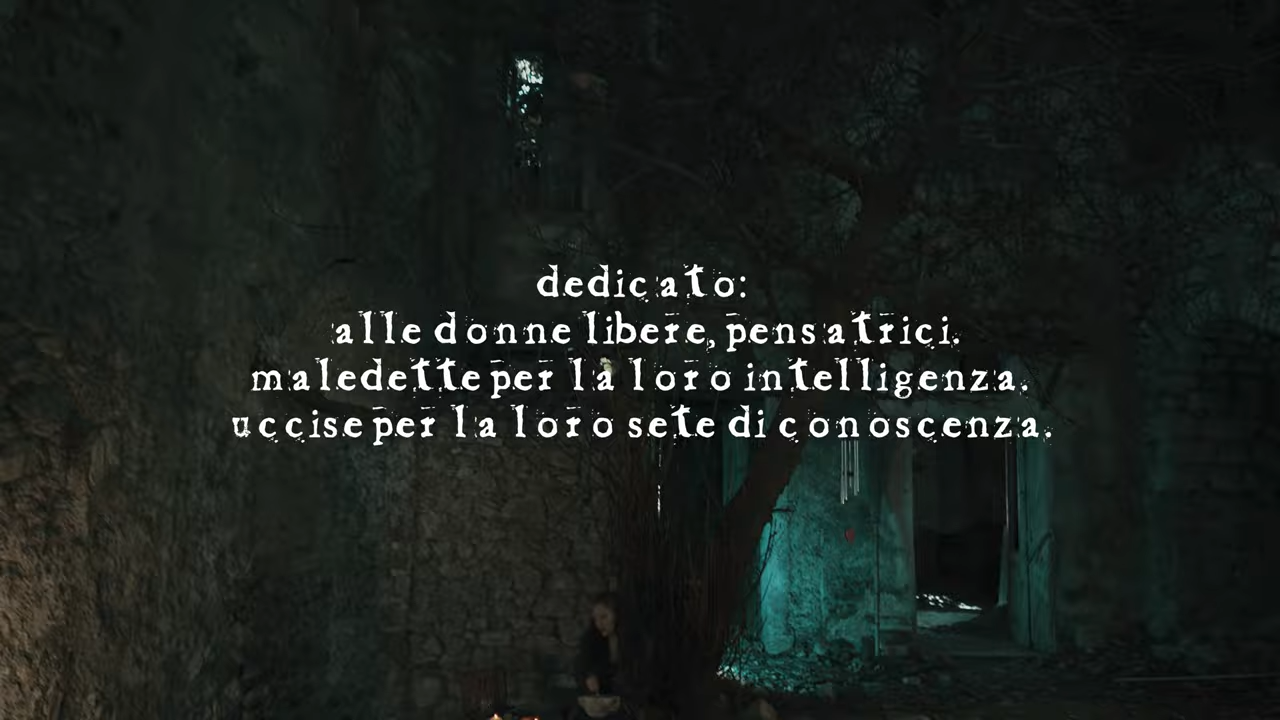 dedicato:
alle donne libere, pensatrici.
maledette per la loro intelligenza.
uccise per la loro sete di conoscenza.